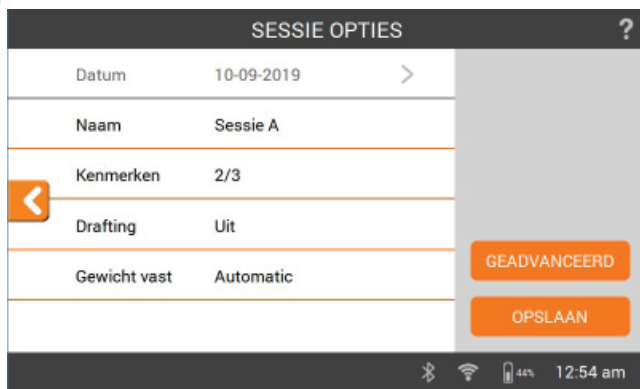 SESSIE OPTIES ?
Datum 10-09-2019
Naam Sessie A
Kenmerken 2/3
Drafting Uit
Gewicht vast Automatic
GEADVANCEERD
OPSLAAN
44% 12:54 am